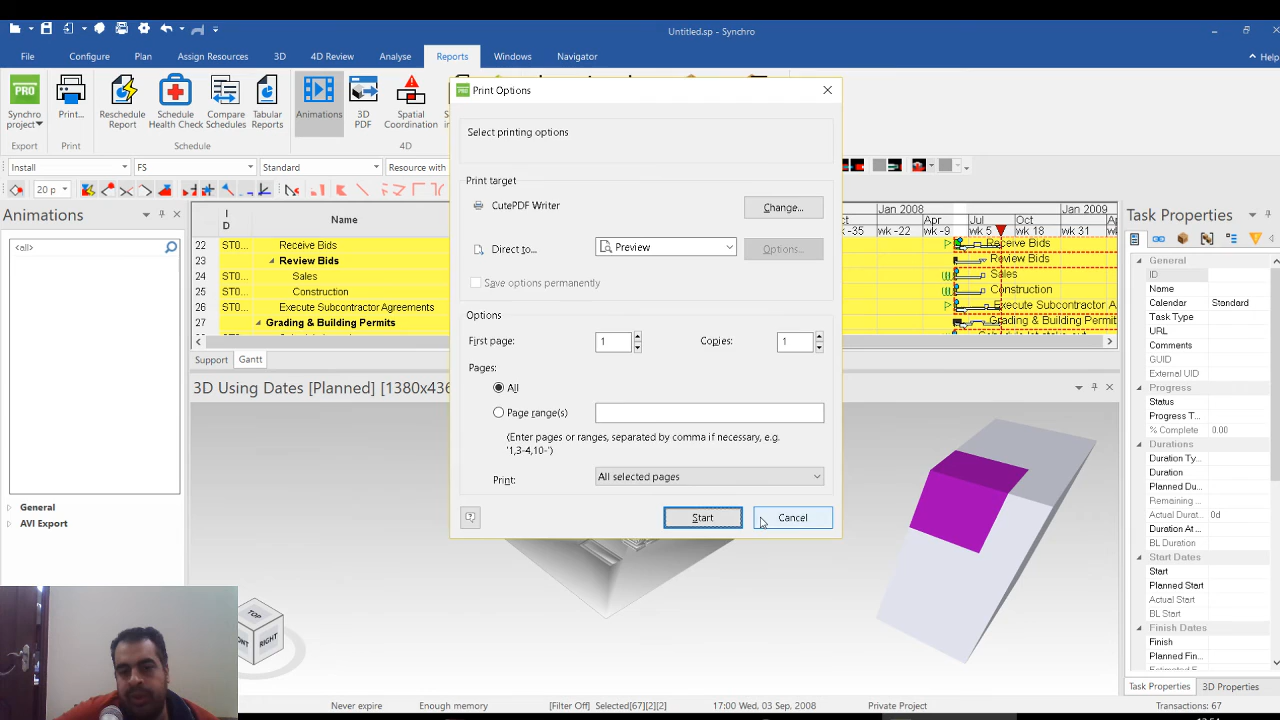 Untitled.sp - Synchro
File Configure Plan Assign Resources 3D 4D Review Analyse Reports Windows Navigator Help
PRO
Synchro project
Print...
Reschedule Report
Schedule Health Check
Compare Schedules
Tabular Reports
Animations
3D PDF
Spatial Coordination
Export Print Schedule 4D
Install FS Standard Resource with
20 p
Animations
<all>
General
AVI Export
ID Name
22 ST0... Receive Bids
23 Review Bids
24 ST0... Sales
25 ST0... Construction
26 ST0... Execute Subcontractor Agreements
27 Grading & Building Permits
Support Gantt
Print Options
Select printing options
Print target
CutePDF Writer
Change...
Direct to... Preview Options...
Save options permanently
Options
First page: 1 Copies: 1
Pages:
All
Page range(s)
(Enter pages or ranges, separated by comma if necessary, e.g.
'1,3-4,10-')
Print: All selected pages
Start Cancel
Jan 2008 Jan 2009
Oct Apr Jul Oct
wk -35 wk -22 wk -9 wk 5 wk 18 wk 31
Receive Bids
Review Bids
Sales
Construction
Execute Subcontractor A
Grading & Building Permit
3D Using Dates [Planned] [1380x436
TOP
RIGHT
Task Properties
General
ID
Name
Calendar Standard
Task Type
URL
Comments
GUID
External UID
Progress
Status
Progress T...
% Complete 0,00
Durations
Duration Ty...
Duration
Planned Du...
Remaining ...
Actual Durat... 0d
Duration At ...
BL Duration
Start Dates
Start
Planned Start
Actual Start
BL Start
Finish Dates
Finish
Planned Fin...
Task Properties 3D Properties
Never expire Enough memory [Filter Off] Selected[67][2][2] 17:00 Wed, 03 Sep, 2008 Private Project Transactions: 67